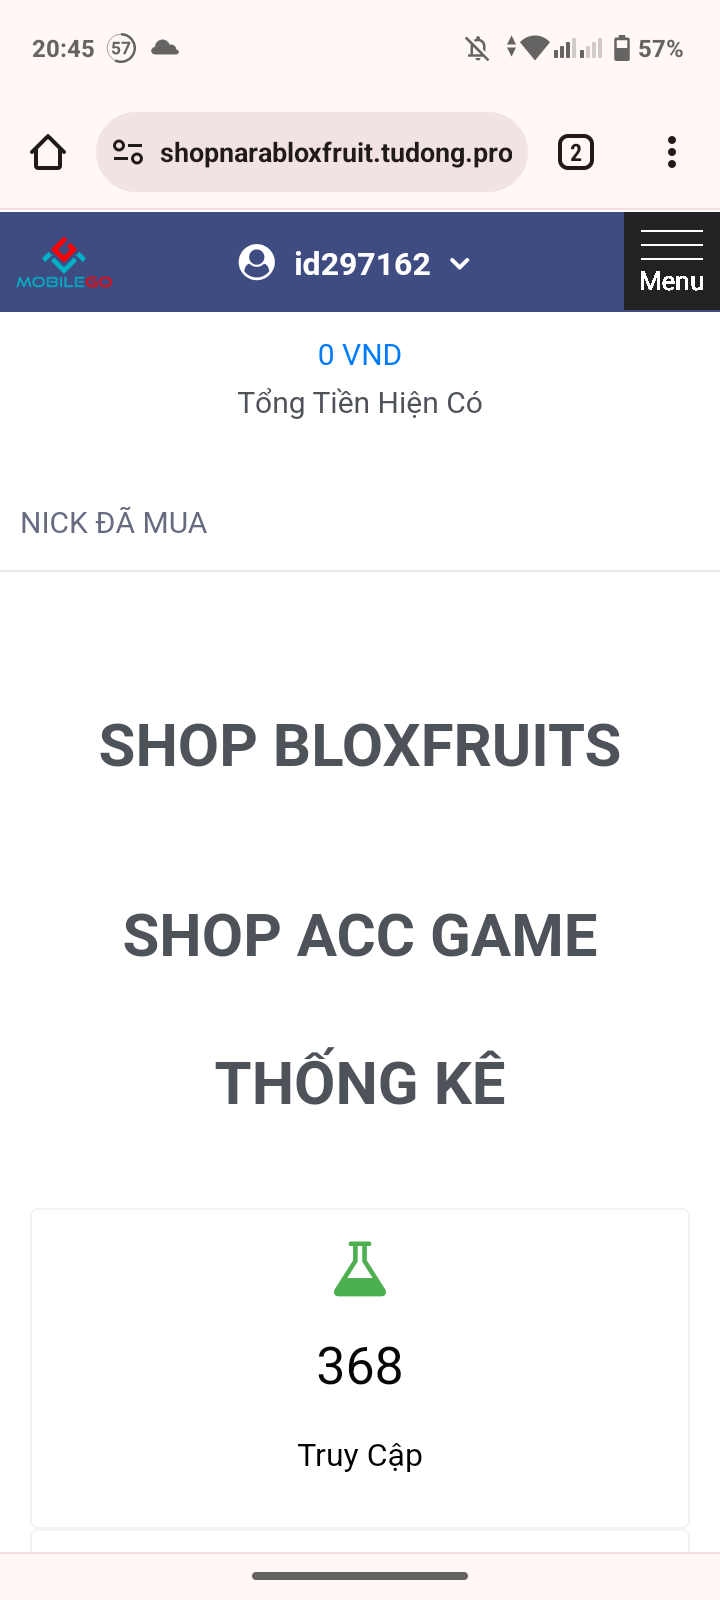 20:45 57 57%
shopnarabloxfruit.tudong.pro 2
MOBILEGO id297162 Menu
0 VND
Tổng Tiền Hiện Có
NICK ĐÃ MUA
SHOP BLOXFRUITS
SHOP ACC GAME
THỐNG KÊ
368
Truy Cập